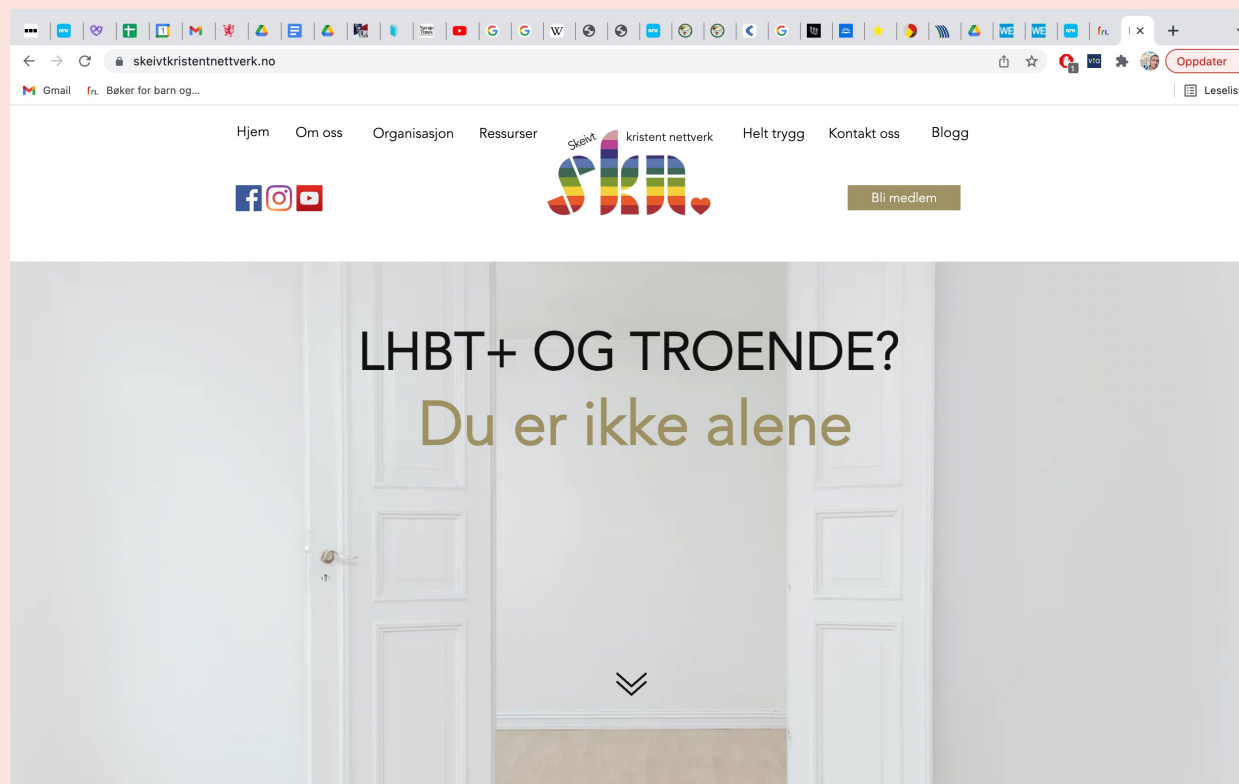 skeivtkristentnettverk.no
Oppdater
Gmail
fri. Bøker for barn og...
Hjem
Om oss
Organisasjon
Ressurser
Skeivt kristent nettverk
skn.
Helt trygg
Kontakt oss
Blogg
Bli medlem
LHBT+ OG TROENDE?
Du er ikke alene